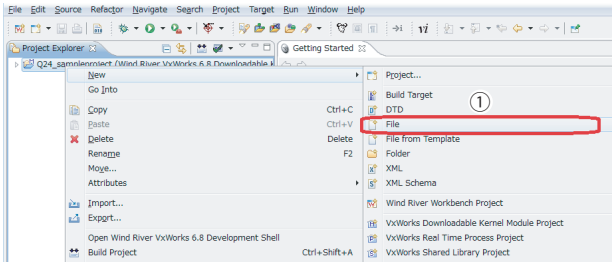 File Edit Source Refactor Navigate Search Project Target Run Window Help
Project Explorer
Getting Started
Q24_sampleproject (Wind River VxWorks 6.8 Downloadable K
New
Go Into
Copy Ctrl+C
Paste Ctrl+V
Delete Delete
Rename F2
Move...
Attributes
Import...
Export...
Open Wind River VxWorks 6.8 Development Shell
Build Project Ctrl+Shift+A
Project...
Build Target
①
DTD
File
File from Template
Folder
XML
XML Schema
Wind River Workbench Project
VxWorks Downloadable Kernel Module Project
VxWorks Real Time Process Project
VxWorks Shared Library Project